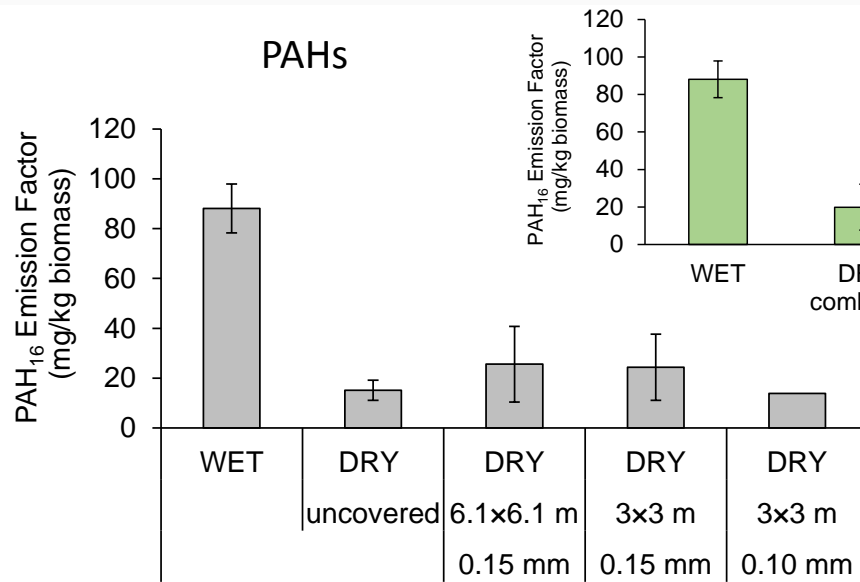 PAHs
PAH₁₆ Emission Factor
(mg/kg biomass)
120
100
80
60
40
20
0
WET DRY DRY DRY DRY
uncovered 6.1×6.1 m 3×3 m 3×3 m
0.15 mm 0.15 mm 0.10 mm
PAH₁₆ Emission Factor
(mg/kg biomass)
120
100
80
60
40
20
0
WET